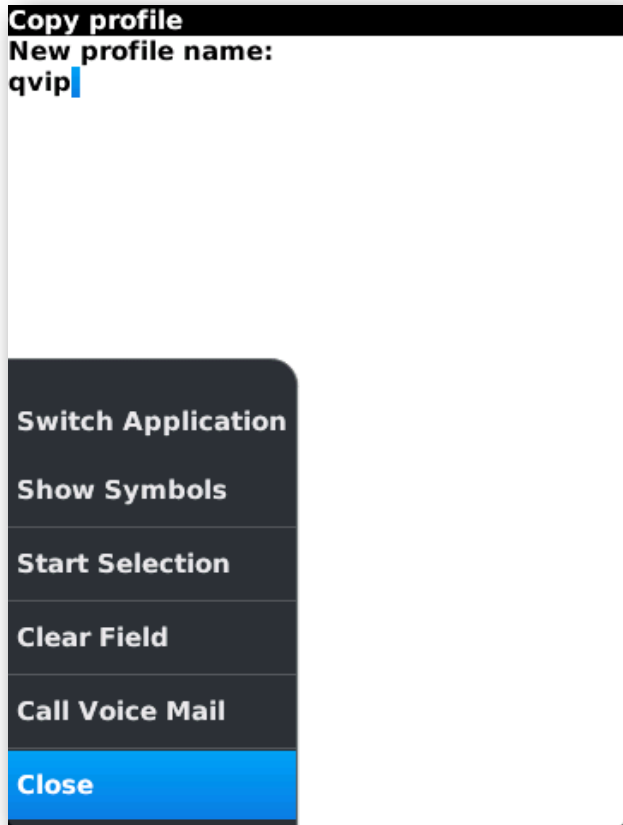 Copy profile
New profile name:
qvip
Switch Application
Show Symbols
Start Selection
Clear Field
Call Voice Mail
Close